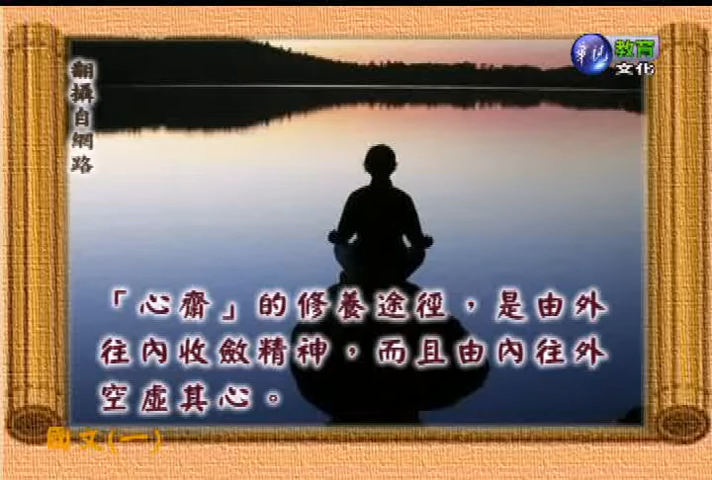 翻攝自網路
華視
教育
文化
「心齋」的修養途徑，是由外
往內收斂精神，而且由內往外
空虛其心。
國文(一)